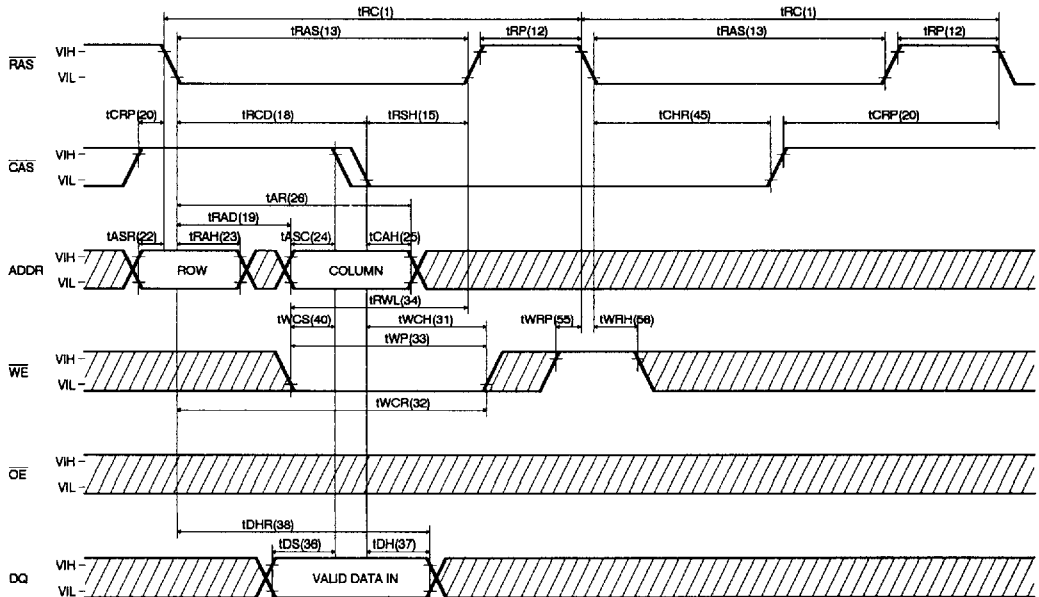 tRC(1) tRC(1)
tRAS(13) tRP(12) tRAS(13) tRP(12)
RAS VIH
VIL
tCRP(20) tRCD(18) tRSH(15) tCHR(45) tCRP(20)
CAS VIH
VIL
tAR(26)
tRAD(19)
tASR(22) tRAH(23) tASC(24) tCAH(25)
ADDR VIH
VIL
ROW COLUMN
tRWL(34)
tWCS(40) tWCH(31) tWRP(55) tWRH(56)
tWP(33)
WE VIH
VIL
tWCR(32)
OE VIH
VIL
tDHR(38)
tDS(36) tDH(37)
DQ VIH
VIL
VALID DATA IN